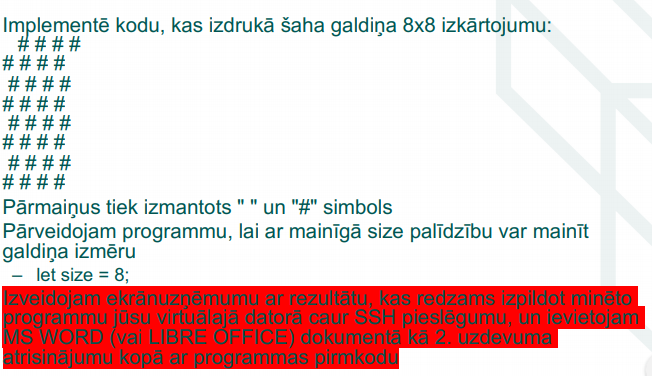 Implementē kodu, kas izdrukā šaha galdiņa 8x8 izkārtojumu:
# # # #
# # # #
# # # #
# # # #
# # # #
# # # #
# # # #
# # # #
Pārmaiņus tiek izmantots " " un "#" simbols
Pārveidojam programmu, lai ar mainīgā size palīdzību var mainīt
galdiņa izmēru
– let size = 8;
Izveidojam ekrānuzņēmumu ar rezultātu, kas redzams izpildot minēto
programmu jūsu virtuālajā datorā caur SSH pieslēgumu, un ievietojam
MS WORD (vai LIBRE OFFICE) dokumentā kā 2. uzdevuma
atrisinājumu kopā ar programmas pirmkodu